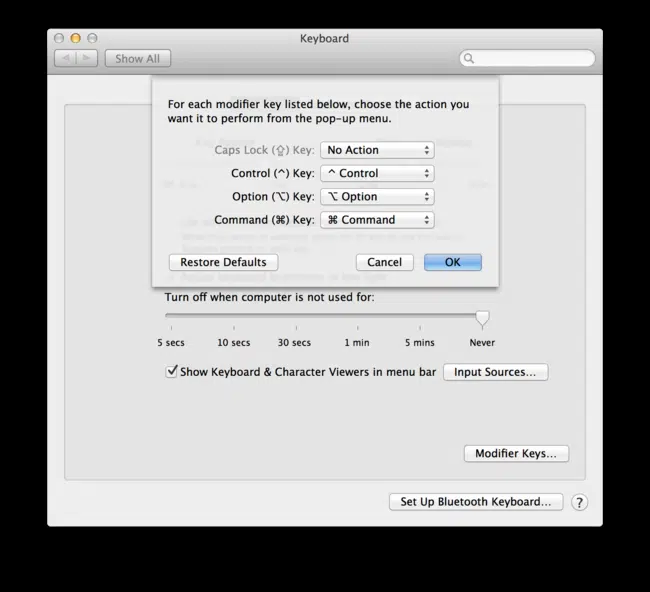 Keyboard
Show All
For each modifier key listed below, choose the action you
want it to perform from the pop-up menu.
Caps Lock (⇪) Key: No Action
Control (^) Key: ^ Control
Option (⌥) Key: ⌥ Option
Command (⌘) Key: ⌘ Command
Restore Defaults Cancel OK
Turn off when computer is not used for:
5 secs 10 secs 30 secs 1 min 5 mins Never
Show Keyboard & Character Viewers in menu bar Input Sources...
Modifier Keys...
Set Up Bluetooth Keyboard... ?